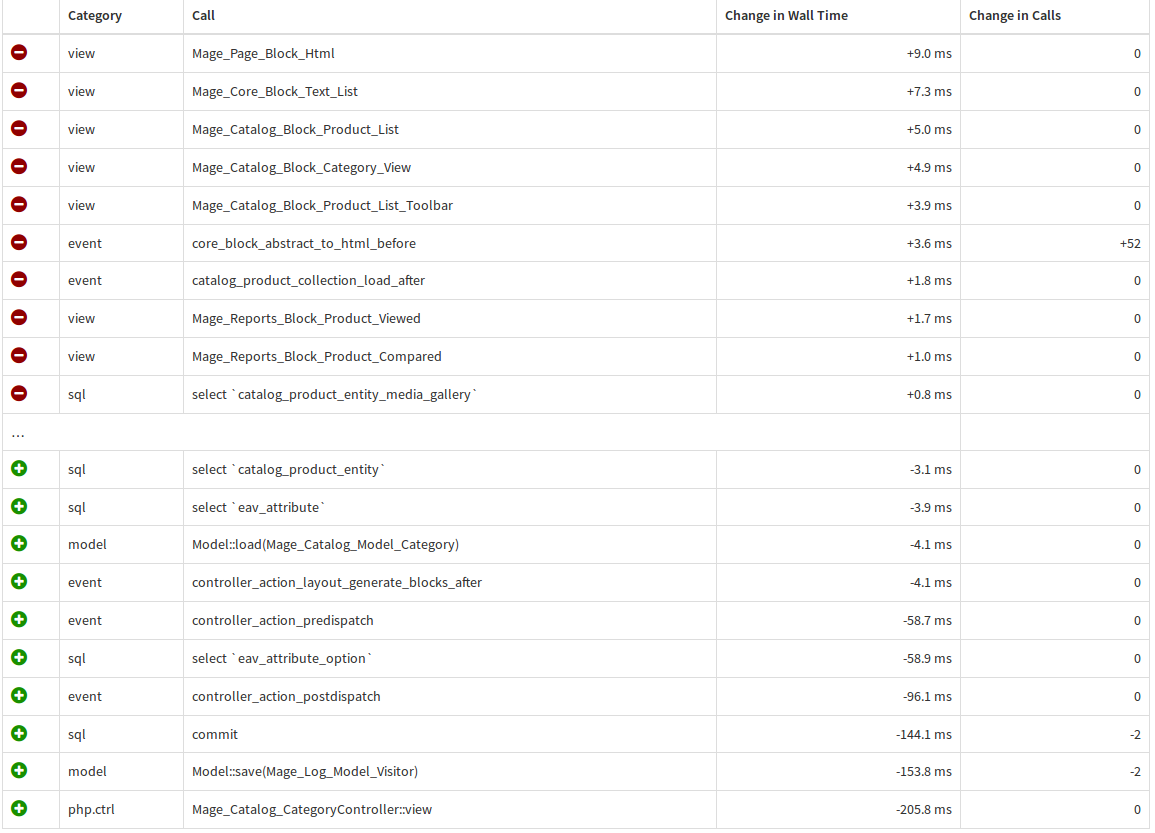 Category Call Change in Wall Time Change in Calls
view Mage_Page_Block_Html +9.0 ms 0
view Mage_Core_Block_Text_List +7.3 ms 0
view Mage_Catalog_Block_Product_List +5.0 ms 0
view Mage_Catalog_Block_Category_View +4.9 ms 0
view Mage_Catalog_Block_Product_List_Toolbar +3.9 ms 0
event core_block_abstract_to_html_before +3.6 ms +52
event catalog_product_collection_load_after +1.8 ms 0
view Mage_Reports_Block_Product_Viewed +1.7 ms 0
view Mage_Reports_Block_Product_Compared +1.0 ms 0
sql select `catalog_product_entity_media_gallery` +0.8 ms 0
...
sql select `catalog_product_entity` -3.1 ms 0
sql select `eav_attribute` -3.9 ms 0
model Model::load(Mage_Catalog_Model_Category) -4.1 ms 0
event controller_action_layout_generate_blocks_after -4.1 ms 0
event controller_action_predispatch -58.7 ms 0
sql select `eav_attribute_option` -58.9 ms 0
event controller_action_postdispatch -96.1 ms 0
sql commit -144.1 ms -2
model Model::save(Mage_Log_Model_Visitor) -153.8 ms -2
php.ctrl Mage_Catalog_CategoryController::view -205.8 ms 0